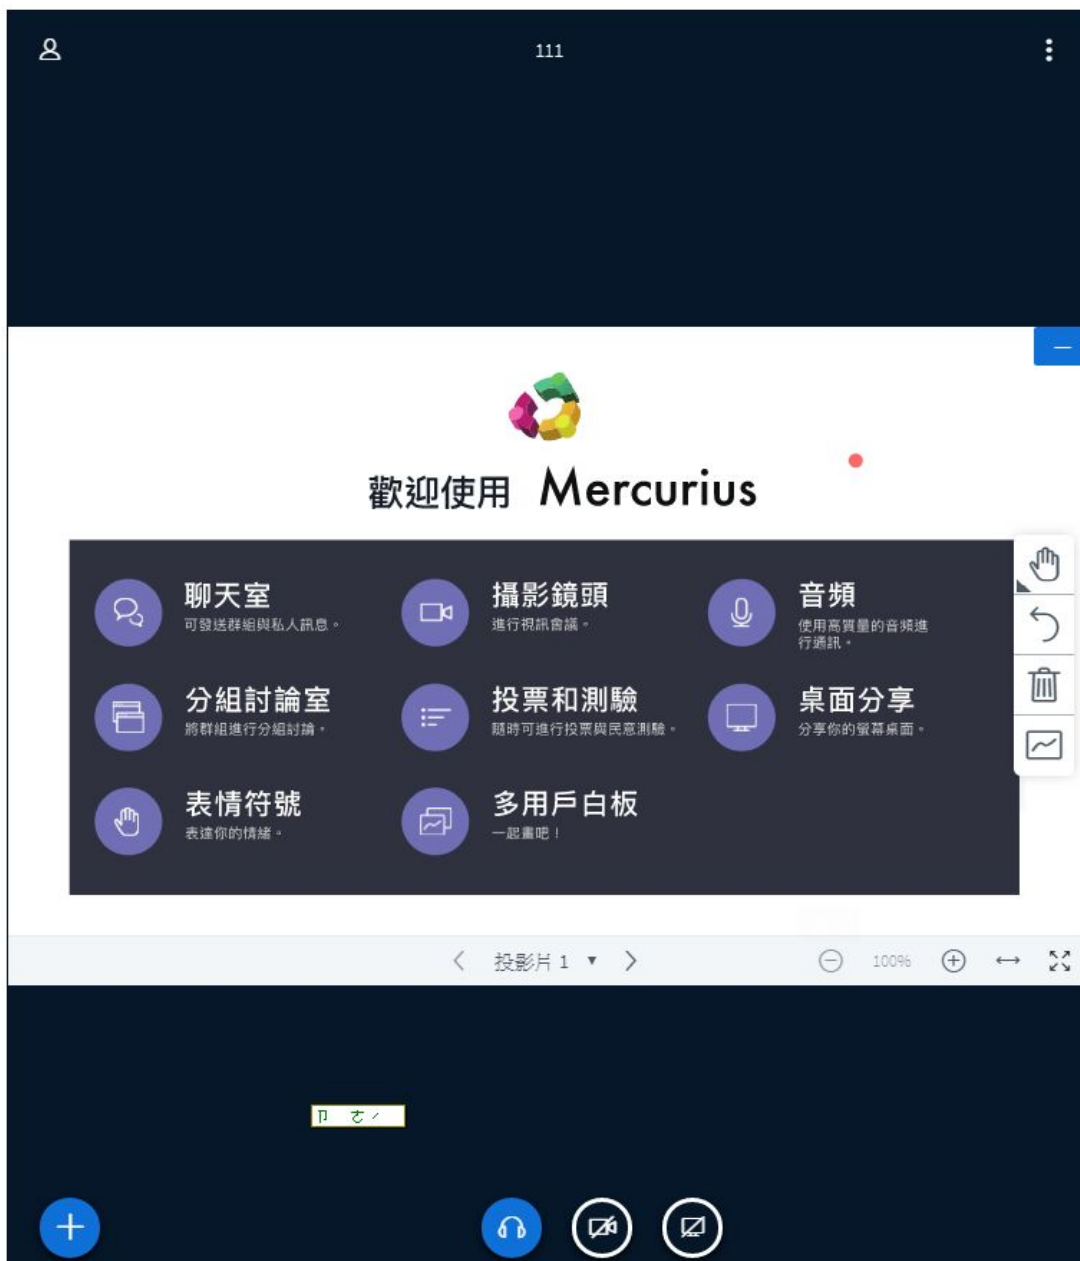 111
歡迎使用 Mercurius
聊天室
可發送群組與私人訊息。
攝影鏡頭
進行視訊會議。
音頻
使用高質量的音頻進
行通訊。
分組討論室
將群組進行分組討論。
投票和測驗
隨時可進行投票與民意測驗。
桌面分享
分享你的螢幕桌面。
表情符號
表達你的情緒。
多用戶白板
一起畫吧！
投影片 1
100%
ㄗ ㄜˊ